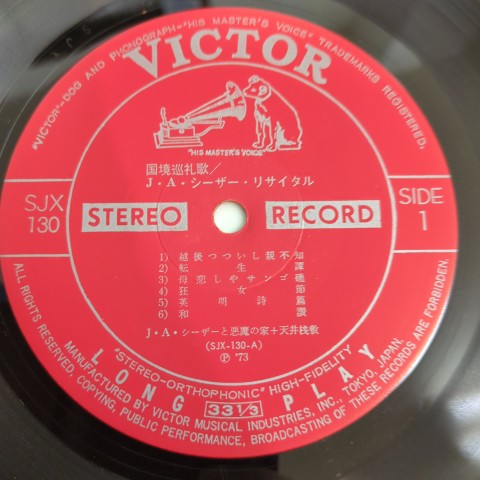 "VICTOR"-DOG AND PHONOGRAPH-"HIS MASTER'S VOICE" TRADEMARKS REGISTERED.
VICTOR
"HIS MASTER'S VOICE"
国境巡礼歌/
J・A・シーザー・リサイタル
SJX
130
SIDE
1
STEREO RECORD
1) 越後つついし親不知
2) 転生譚
3) 母恋しやサンゴ礁
4) 狂女節
5) 英明詩篇
6) 和讃
J・A・シーザーと悪魔の家+天井桟敷
(SJX-130-A)
Ⓟ '73
"STEREO-ORTHOPHONIC" HIGH-FIDELITY
LONG 33 1/3 PLAY
MANUFACTURED BY VICTOR MUSICAL INDUSTRIES, INC., TOKYO, JAPAN.
ALL RIGHTS RESERVED. COPYING, PUBLIC PERFORMANCE, BROADCASTING OF THESE RECORDS ARE FORBIDDEN.